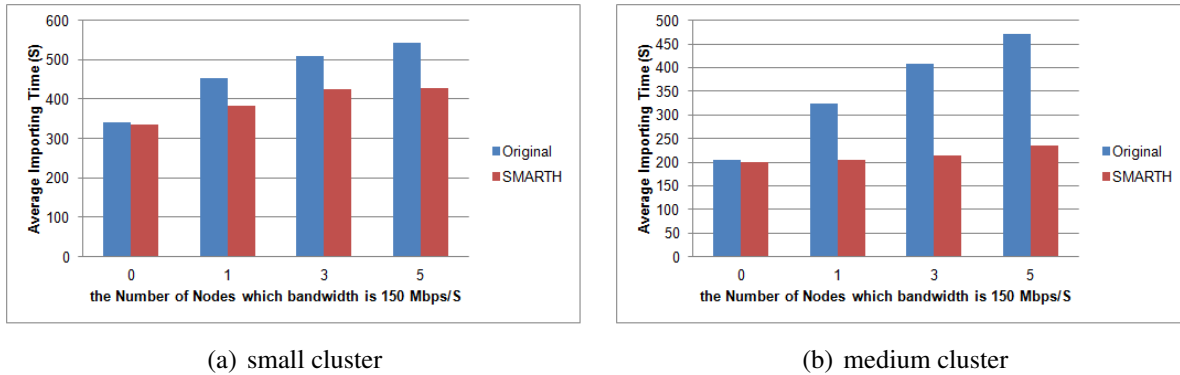 600
500
400
300
200
100
0
Average Importing Time (S)
0 1 3 5
the Number of Nodes which bandwidth is 150 Mbps/S
Original
SMARTH
(a) small cluster
500
450
400
350
300
250
200
150
100
50
0
Average Importing Time (S)
0 1 3 5
the Number of Nodes which bandwidth is 150 Mbps/S
Original
SMARTH
(b) medium cluster